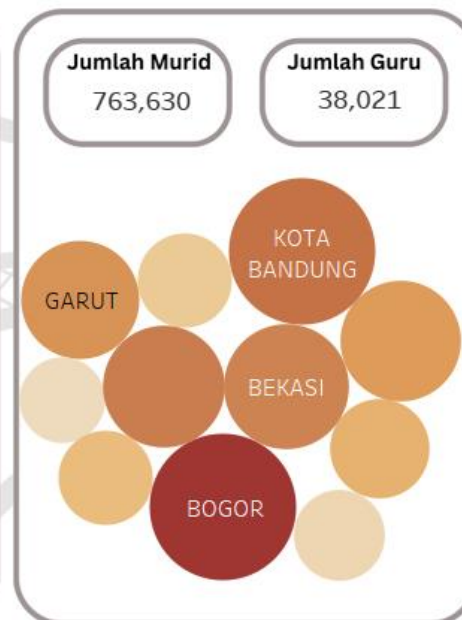 Jumlah Murid
763,630
Jumlah Guru
38,021
KOTA
BANDUNG
GARUT
BEKASI
BOGOR